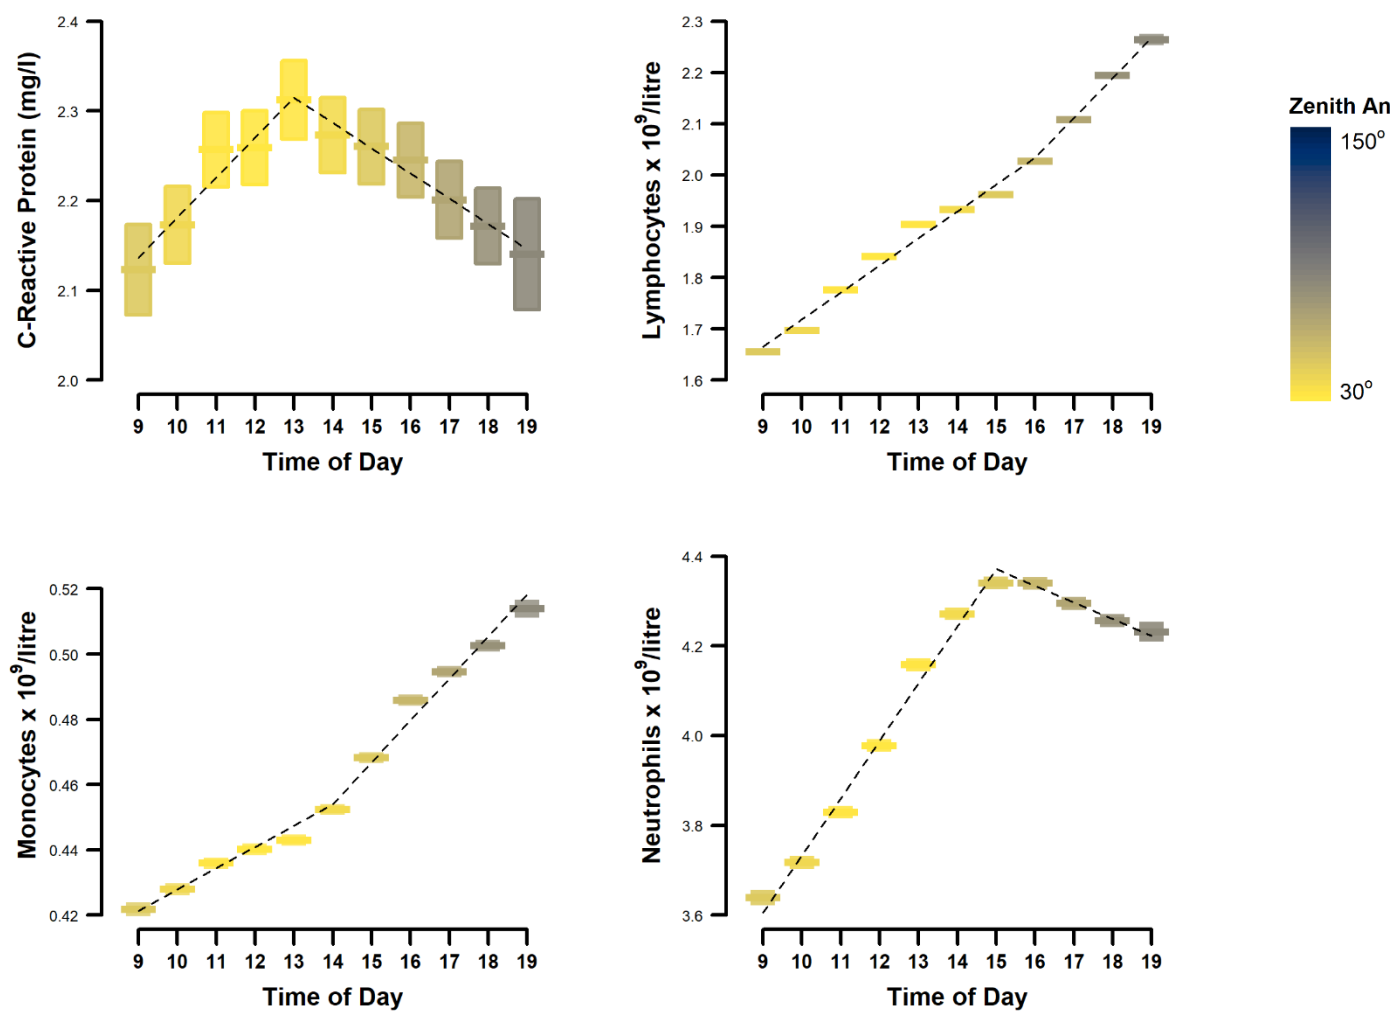 C-Reactive Protein (mg/l)
2.4
2.3
2.2
2.1
2.0
9 10 11 12 13 14 15 16 17 18 19
Time of Day
Lymphocytes x 10⁹/litre
2.3
2.2
2.1
2.0
1.9
1.8
1.7
1.6
9 10 11 12 13 14 15 16 17 18 19
Time of Day
Zenith An
150°
30°
Monocytes x 10⁹/litre
0.52
0.50
0.48
0.46
0.44
0.42
9 10 11 12 13 14 15 16 17 18 19
Time of Day
Neutrophils x 10⁹/litre
4.4
4.2
4.0
3.8
3.6
9 10 11 12 13 14 15 16 17 18 19
Time of Day